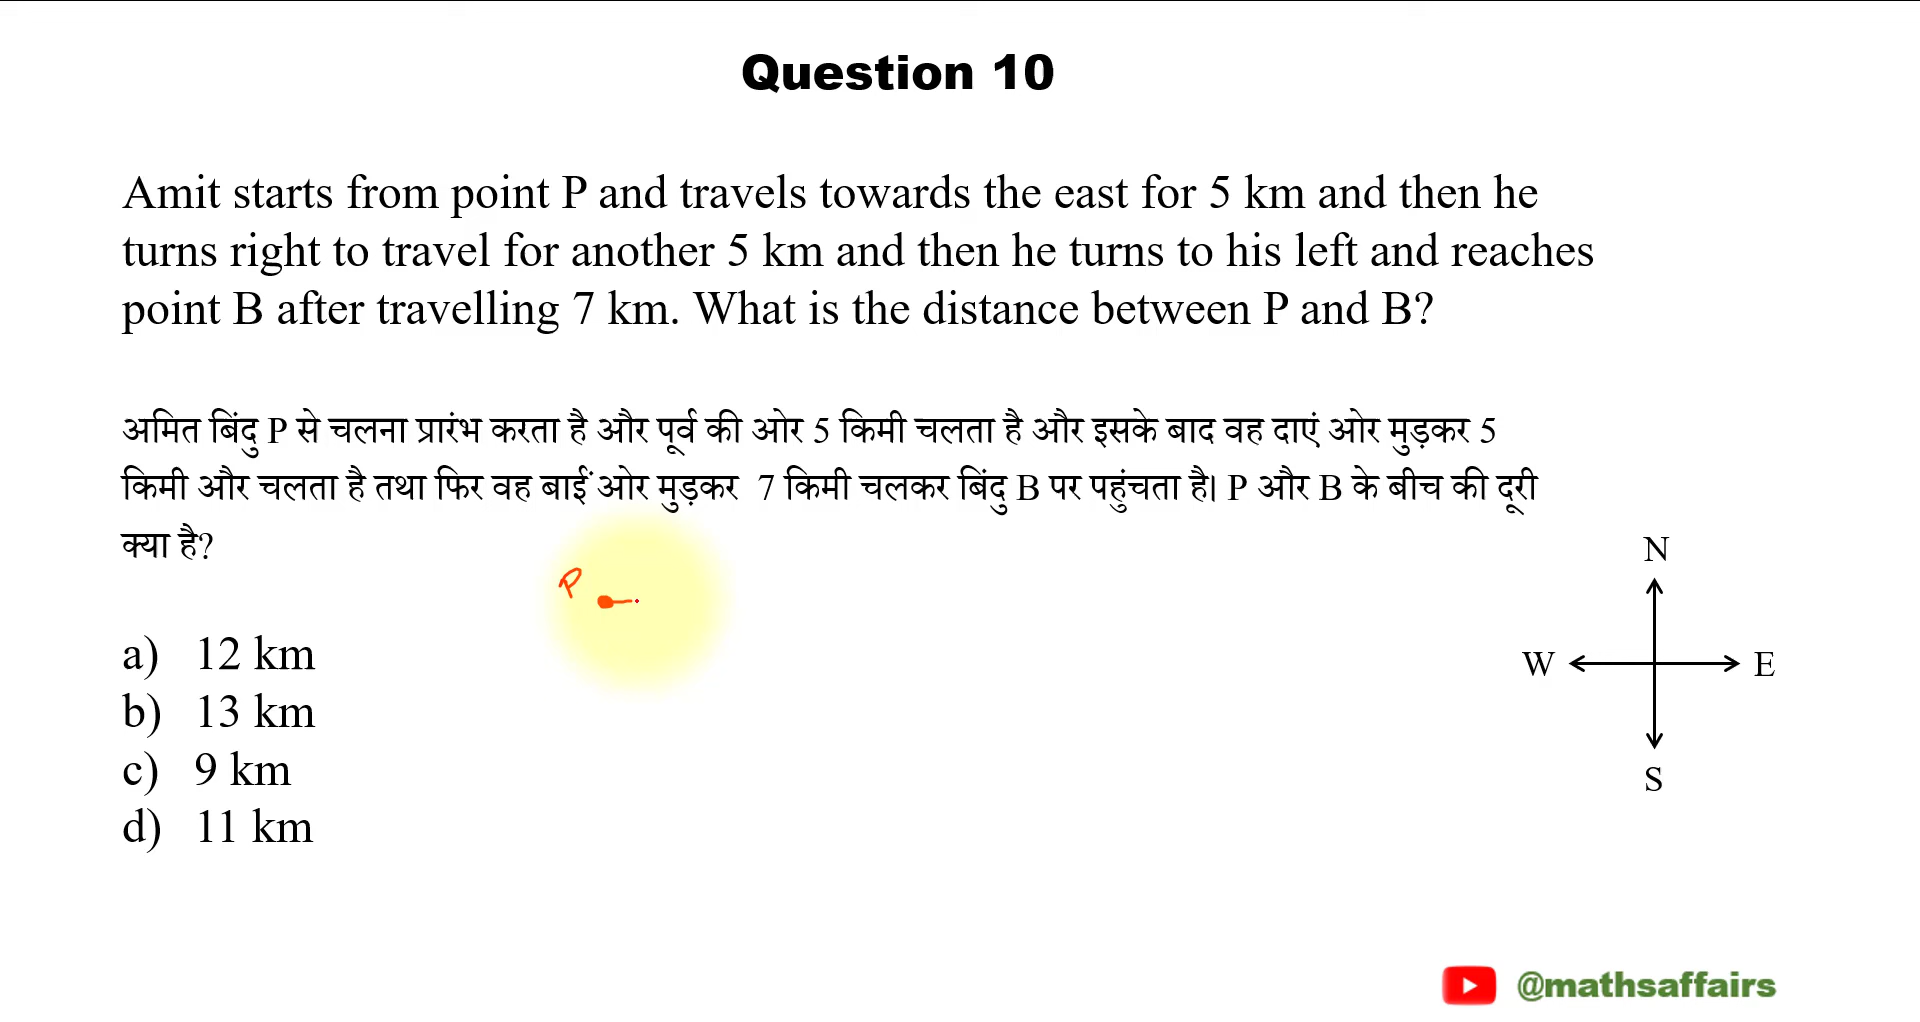 Question 10
Amit starts from point P and travels towards the east for 5 km and then he
turns right to travel for another 5 km and then he turns to his left and reaches
point B after travelling 7 km. What is the distance between P and B?
अमित बिंदु P से चलना प्रारंभ करता है और पूर्व की ओर 5 किमी चलता है और इसके बाद वह दाएं ओर मुड़कर 5
किमी और चलता है तथा फिर वह बाईं ओर मुड़कर 7 किमी चलकर बिंदु B पर पहुंचता है। P और B के बीच की दूरी
क्या है?
P
a) 12 km
b) 13 km
c) 9 km
d) 11 km
N
W E
S
@mathsaffairs